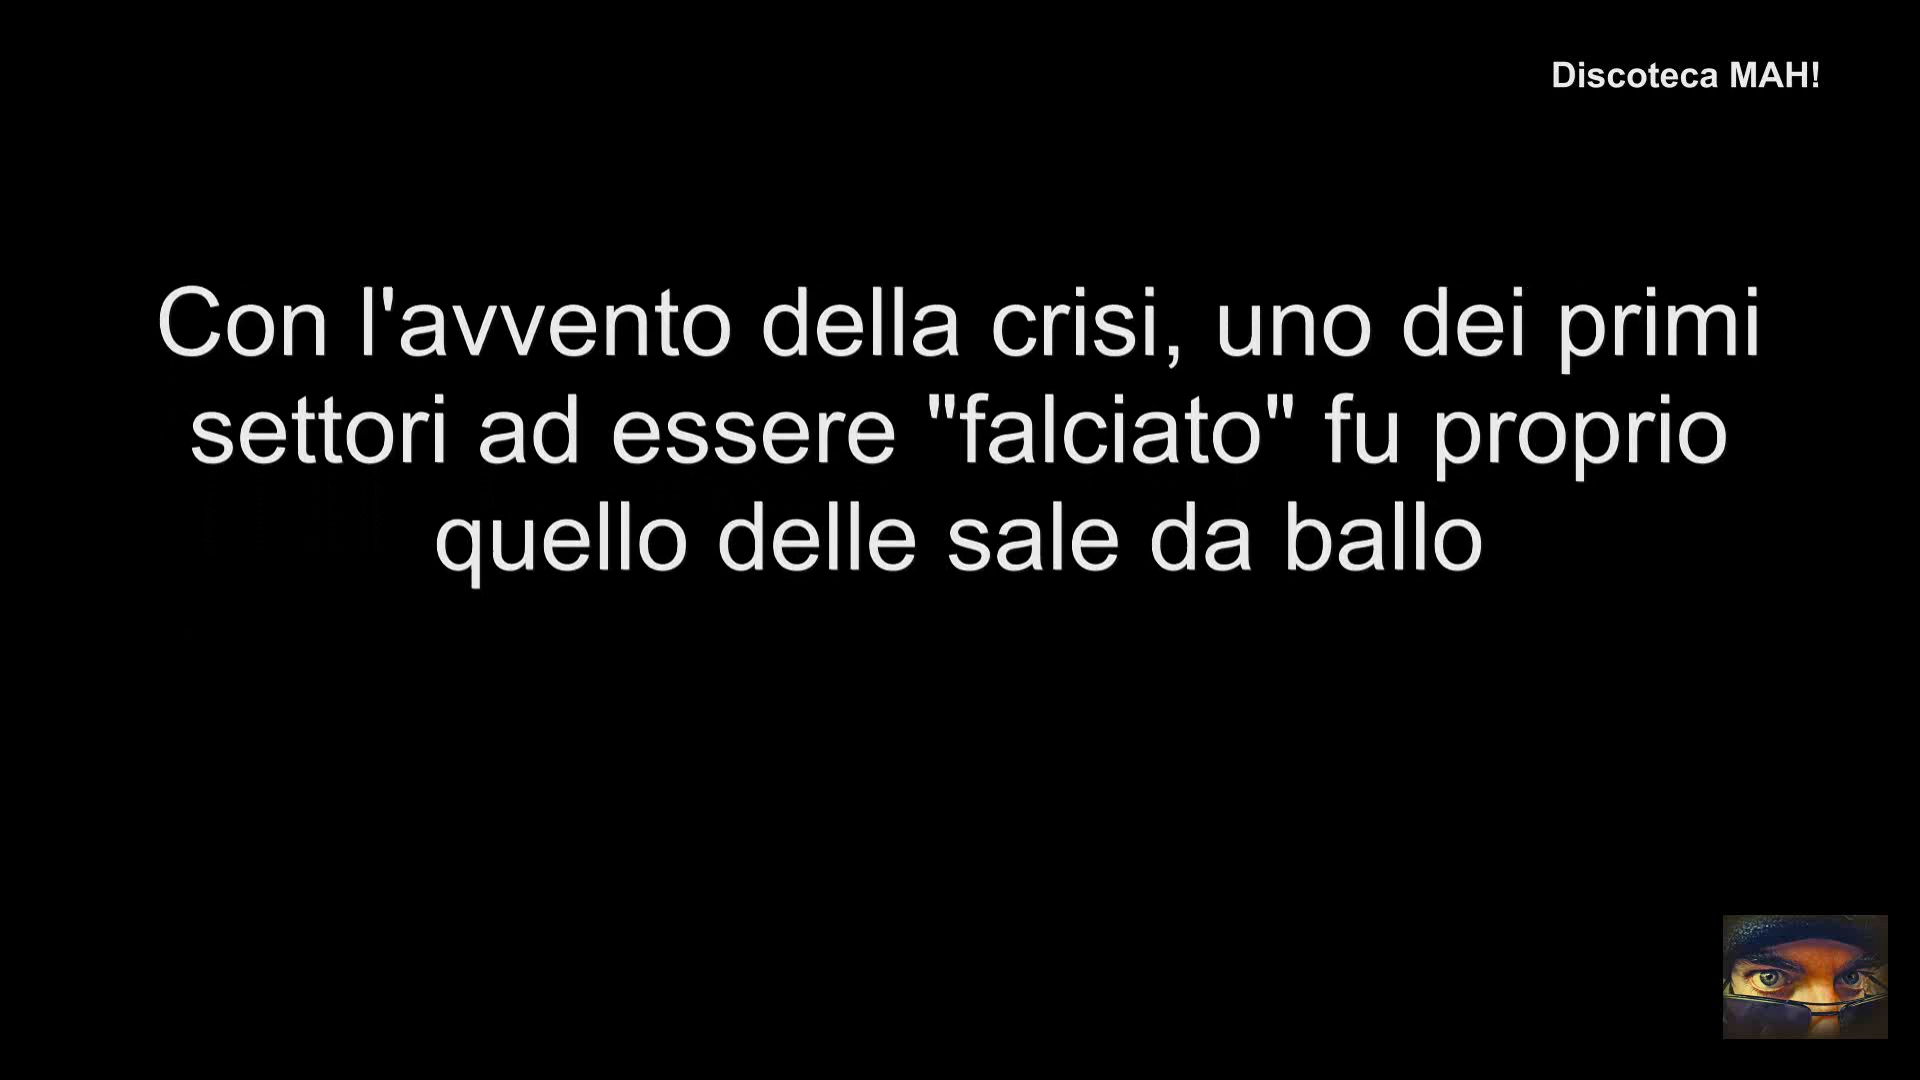 Discoteca MAH!
Con l'avvento della crisi, uno dei primi
settori ad essere "falciato" fu proprio
quello delle sale da ballo